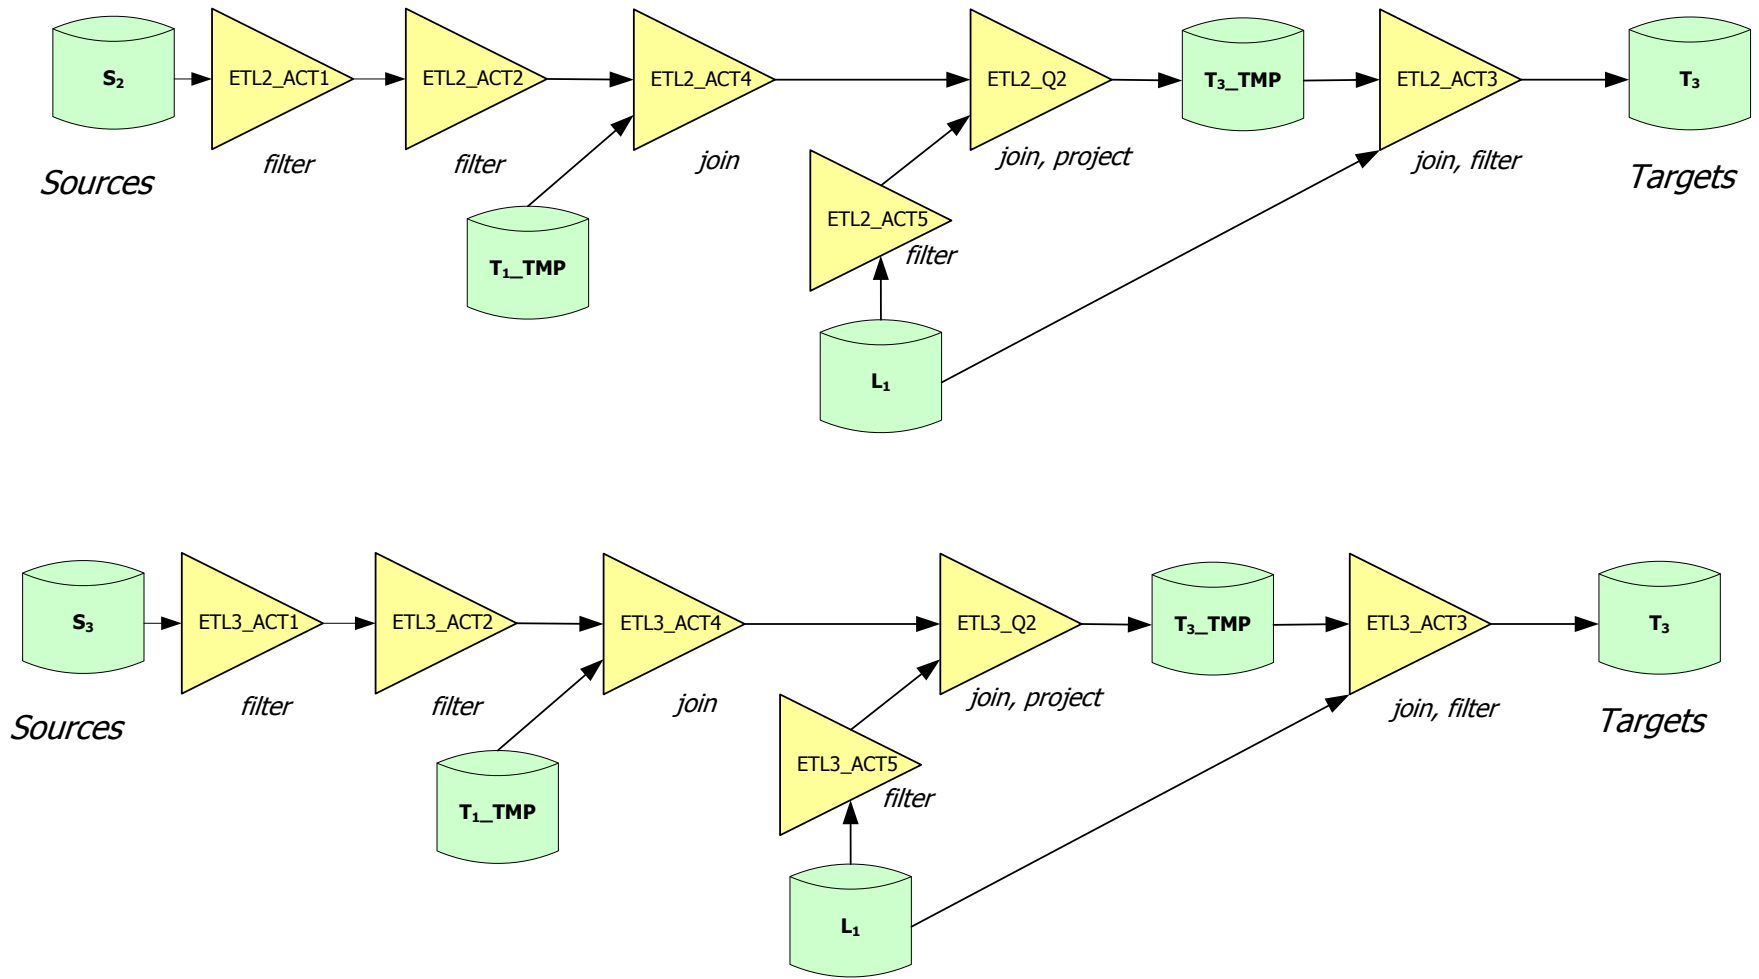 S₂
ETL2_ACT1
ETL2_ACT2
ETL2_ACT4
ETL2_Q2
T₃_TMP
ETL2_ACT3
T₃
filter
filter
join
join, project
join, filter
Sources
Targets
ETL2_ACT5
filter
T₁_TMP
L₁
S₃
ETL3_ACT1
ETL3_ACT2
ETL3_ACT4
ETL3_Q2
T₃_TMP
ETL3_ACT3
T₃
filter
filter
join
join, project
join, filter
Sources
Targets
ETL3_ACT5
filter
T₁_TMP
L₁